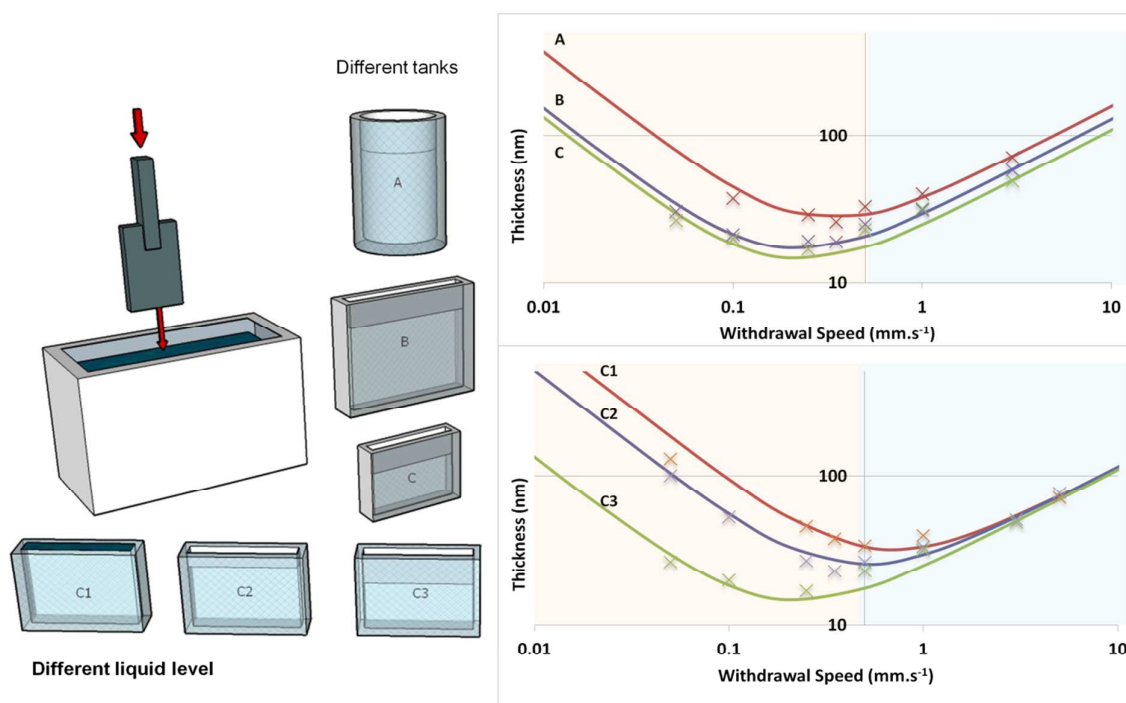 Different tanks
A
B
C
C1
C2
C3
Different liquid level
A
B
C
Thickness (nm)
100
10
0.01
0.1
1
10
Withdrawal Speed (mm.s⁻¹)
C1
C2
C3
Thickness (nm)
100
10
0.01
0.1
1
10
Withdrawal Speed (mm.s⁻¹)